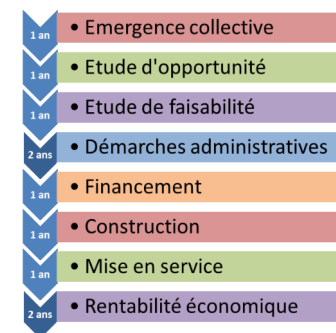 1 an • Emergence collective
1 an • Etude d'opportunité
1 an • Etude de faisabilité
2 ans • Démarches administratives
1 an • Financement
1 an • Construction
1 an • Mise en service
2 ans • Rentabilité économique